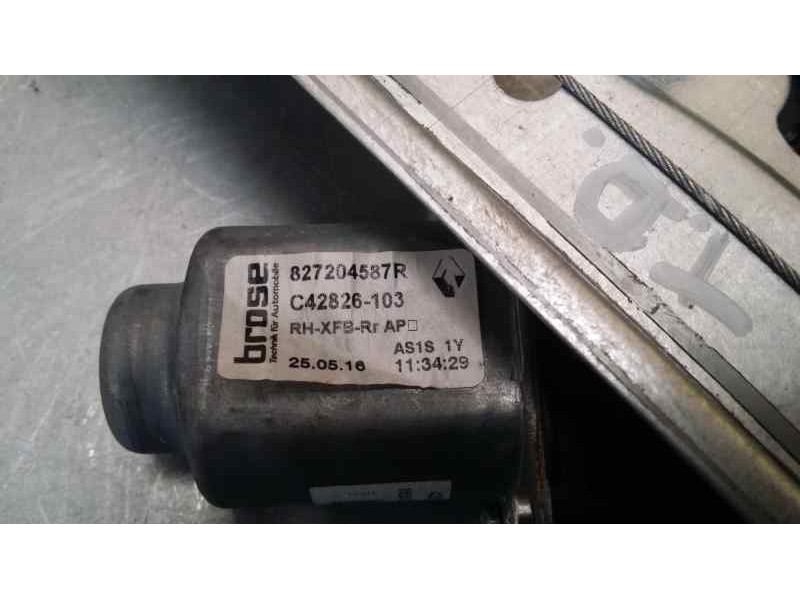 brose
Technik für Automobile
827204587R
C42826-103
RH-XFB-Rr AP□
AS1S 1Y
25.05.16 11:34:29